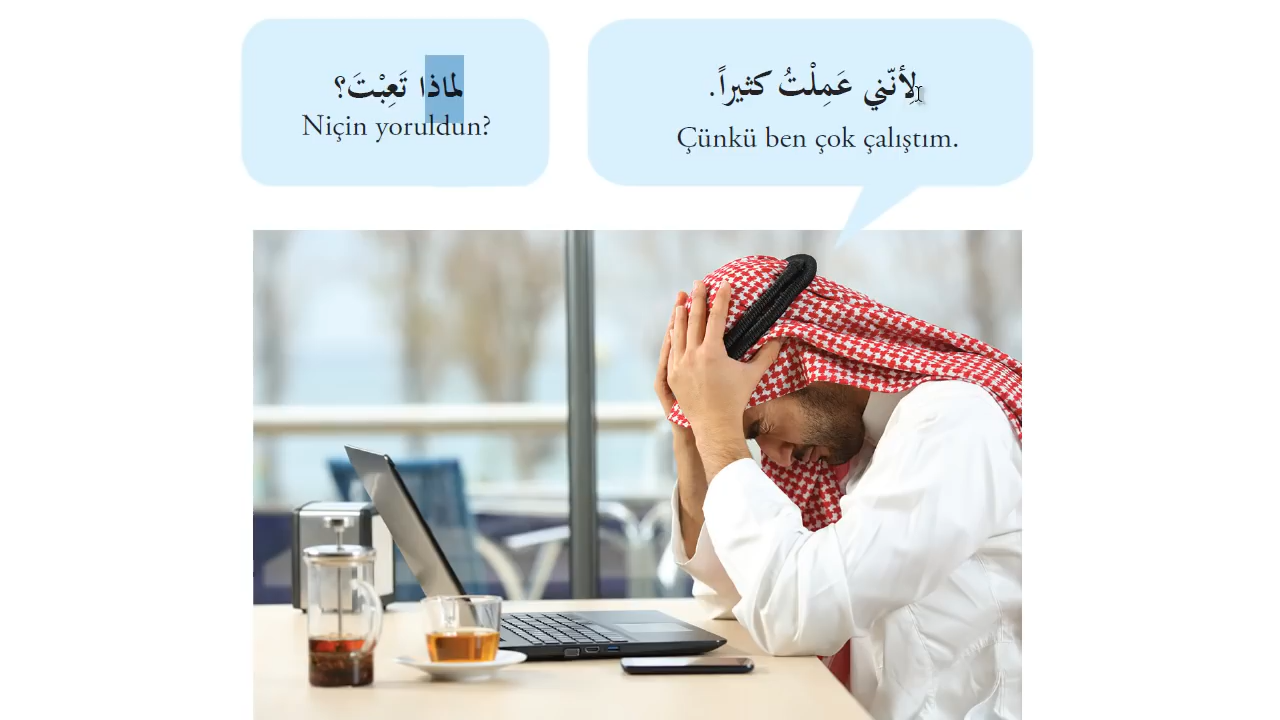 لماذا تَعِبْتَ؟
Niçin yoruldun?
لِأنّني عَمِلْتُ كثيراً.
Çünkü ben çok çalıştım.